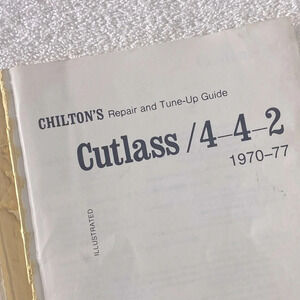 CHILTON'S Repair and Tune-Up Guide
Cutlass /4–4–2
1970–77
ILLUSTRATED